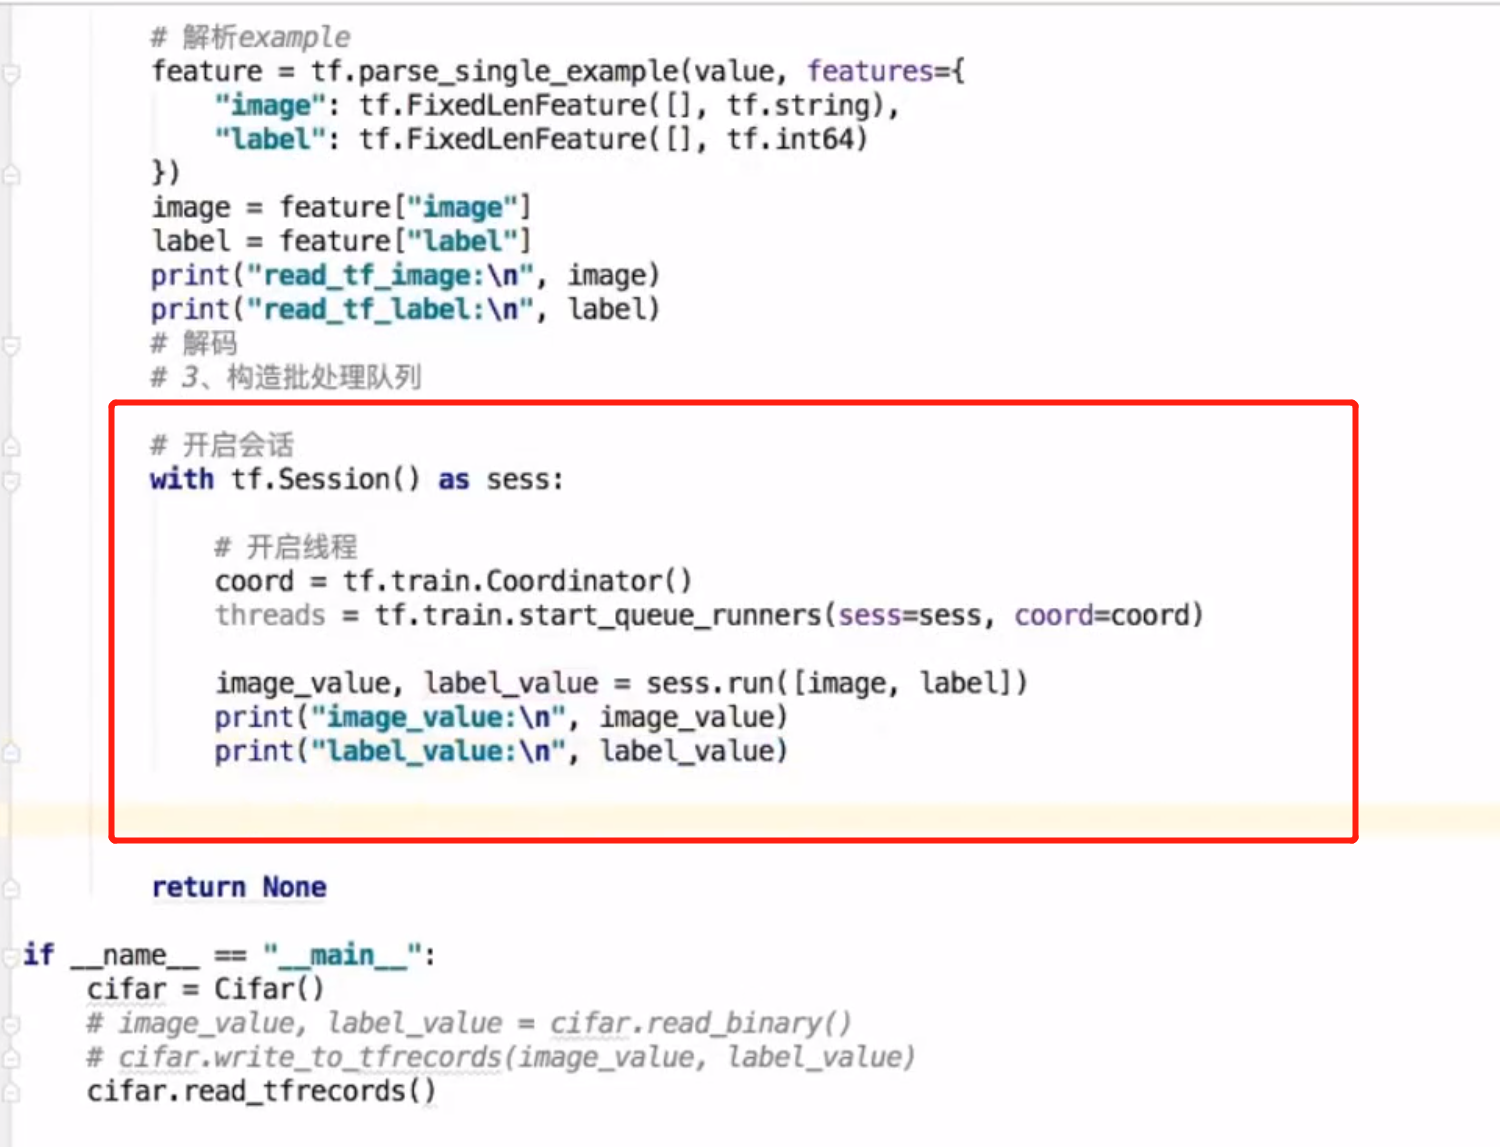 # 解析example
feature = tf.parse_single_example(value, features={
"image": tf.FixedLenFeature([], tf.string),
"label": tf.FixedLenFeature([], tf.int64)
})
image = feature["image"]
label = feature["label"]
print("read_tf_image:\n", image)
print("read_tf_label:\n", label)
# 解码
# 3、构造批处理队列
# 开启会话
with tf.Session() as sess:
# 开启线程
coord = tf.train.Coordinator()
threads = tf.train.start_queue_runners(sess=sess, coord=coord)
image_value, label_value = sess.run([image, label])
print("image_value:\n", image_value)
print("label_value:\n", label_value)
return None
if __name__ == "__main__":
cifar = Cifar()
# image_value, label_value = cifar.read_binary()
# cifar.write_to_tfrecords(image_value, label_value)
cifar.read_tfrecords()